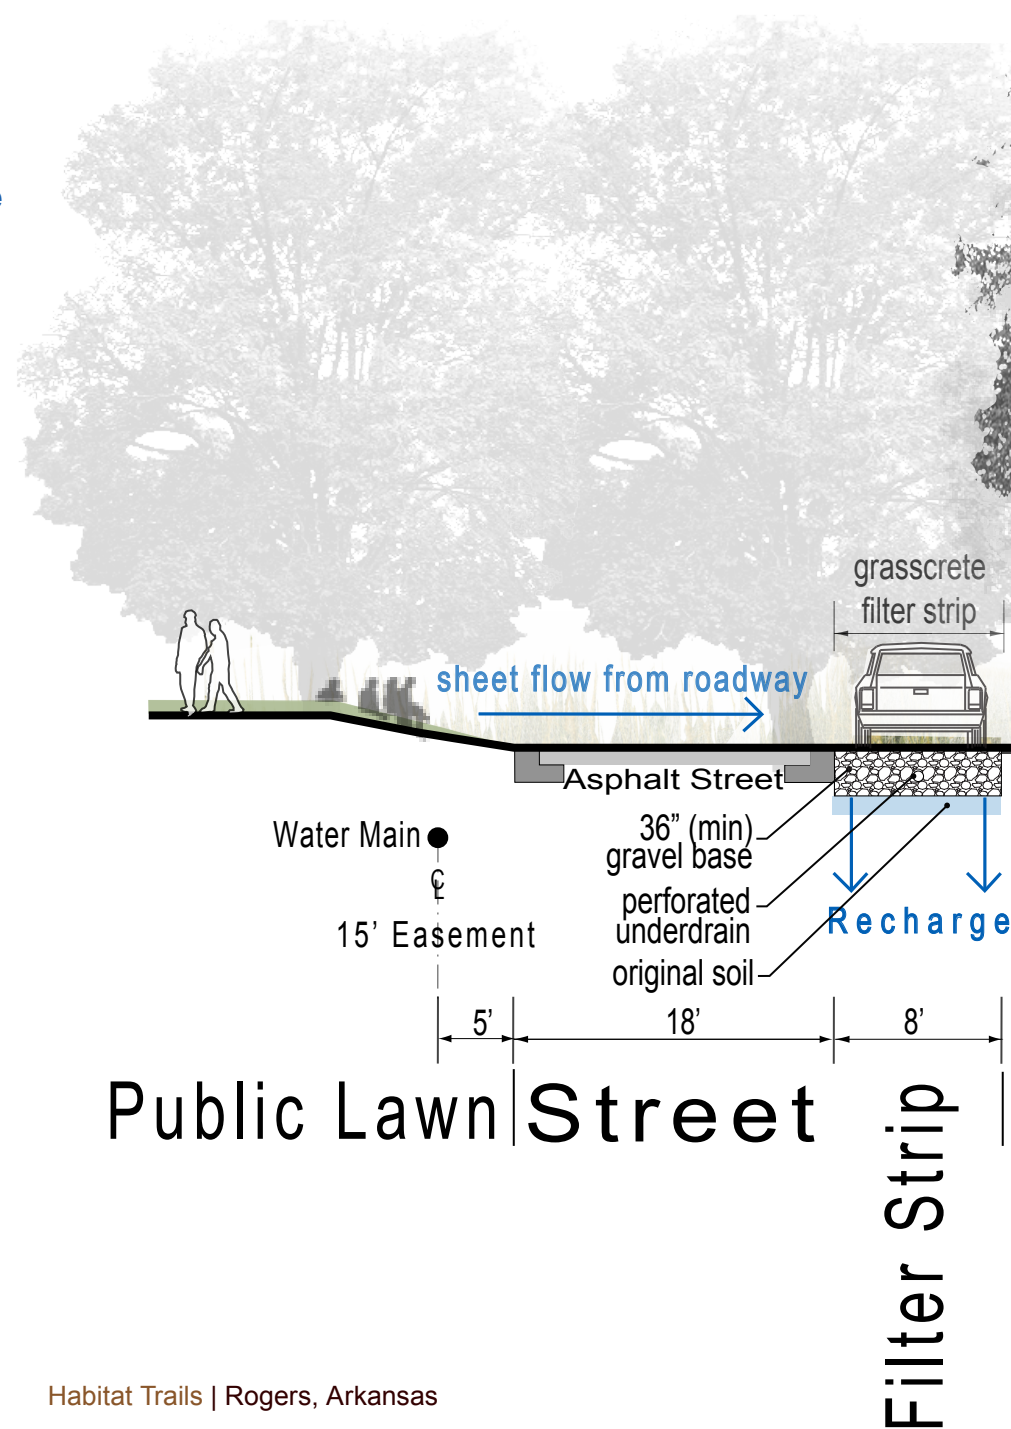 grasscrete
filter strip
sheet flow from roadway
Asphalt Street
Water Main
36” (min)
gravel base
℄
perforated
underdrain
Recharge
15’ Easement
original soil
5’
18’
8’
Public Lawn
Street
Filter Strip
Habitat Trails | Rogers, Arkansas